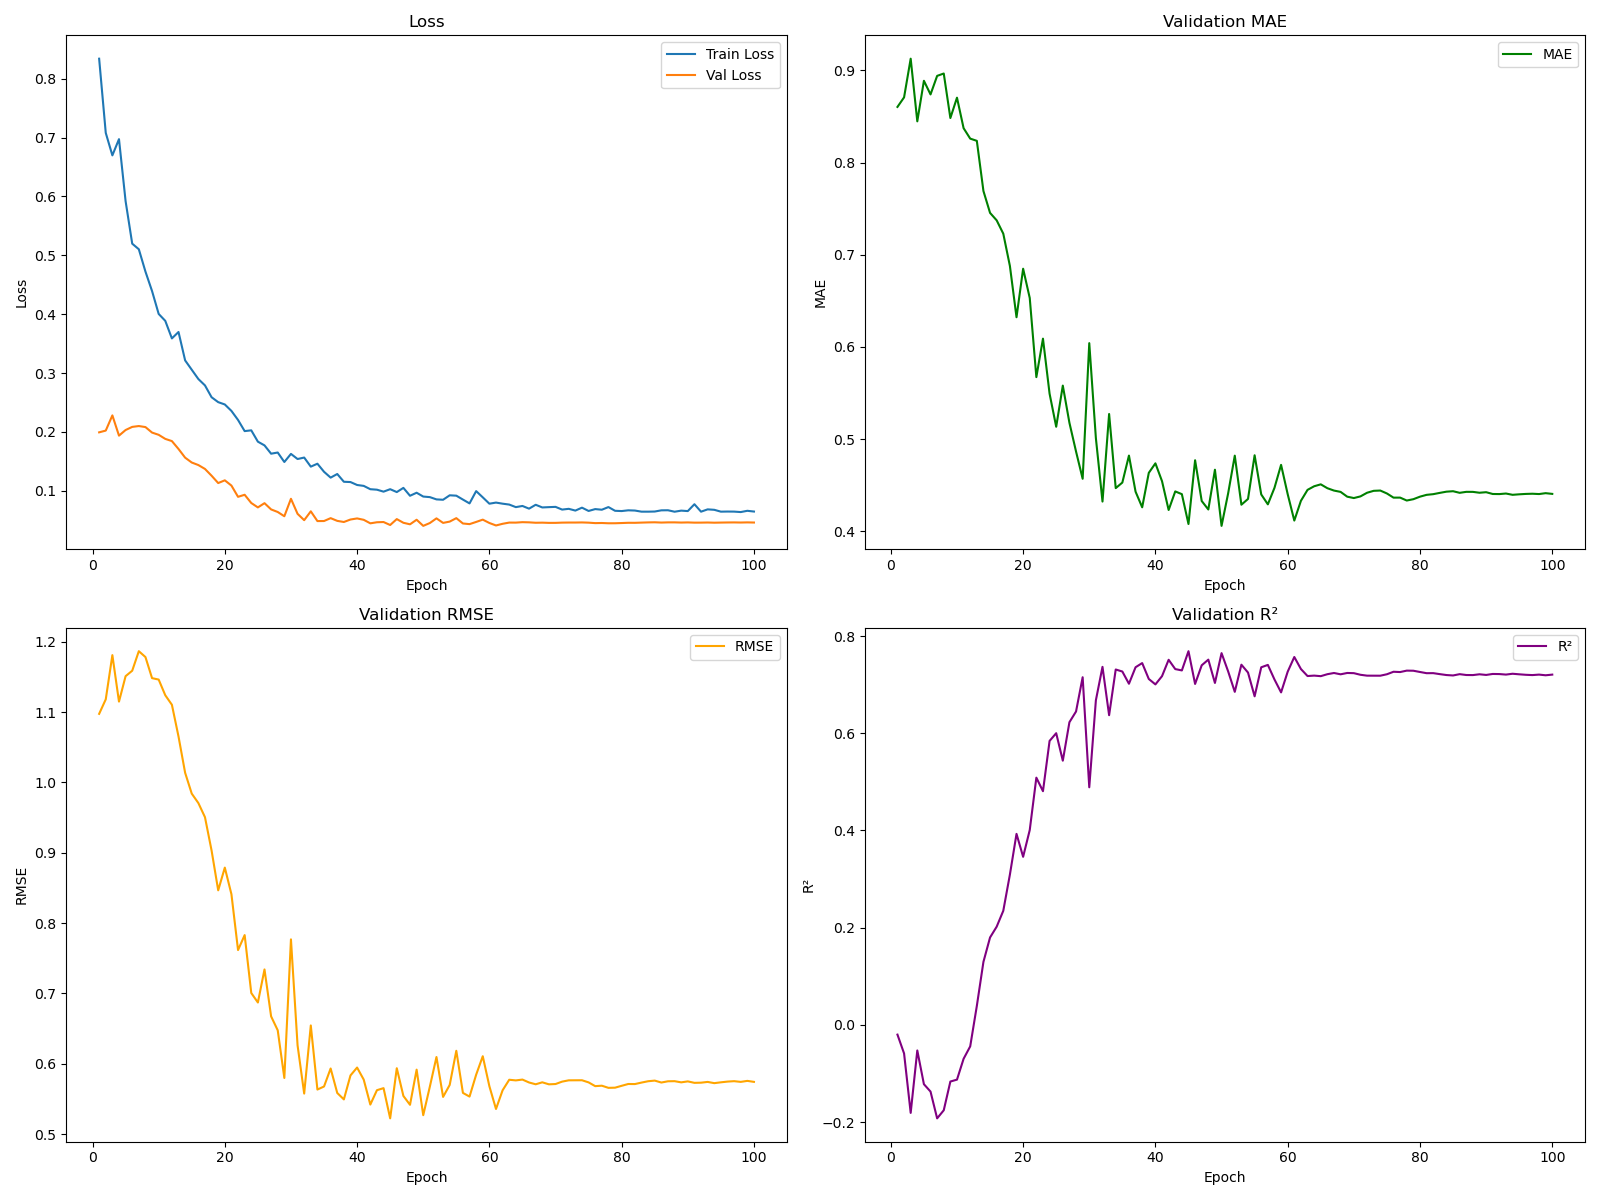 Loss
Train Loss
Val Loss
0.8
0.7
0.6
0.5
0.4
0.3
0.2
0.1
Loss
0 20 40 60 80 100
Epoch
Validation MAE
MAE
0.9
0.8
0.7
0.6
0.5
0.4
MAE
0 20 40 60 80 100
Epoch
Validation RMSE
RMSE
1.2
1.1
1.0
0.9
0.8
0.7
0.6
0.5
RMSE
0 20 40 60 80 100
Epoch
Validation R²
R²
0.8
0.6
0.4
0.2
0.0
−0.2
R²
0 20 40 60 80 100
Epoch